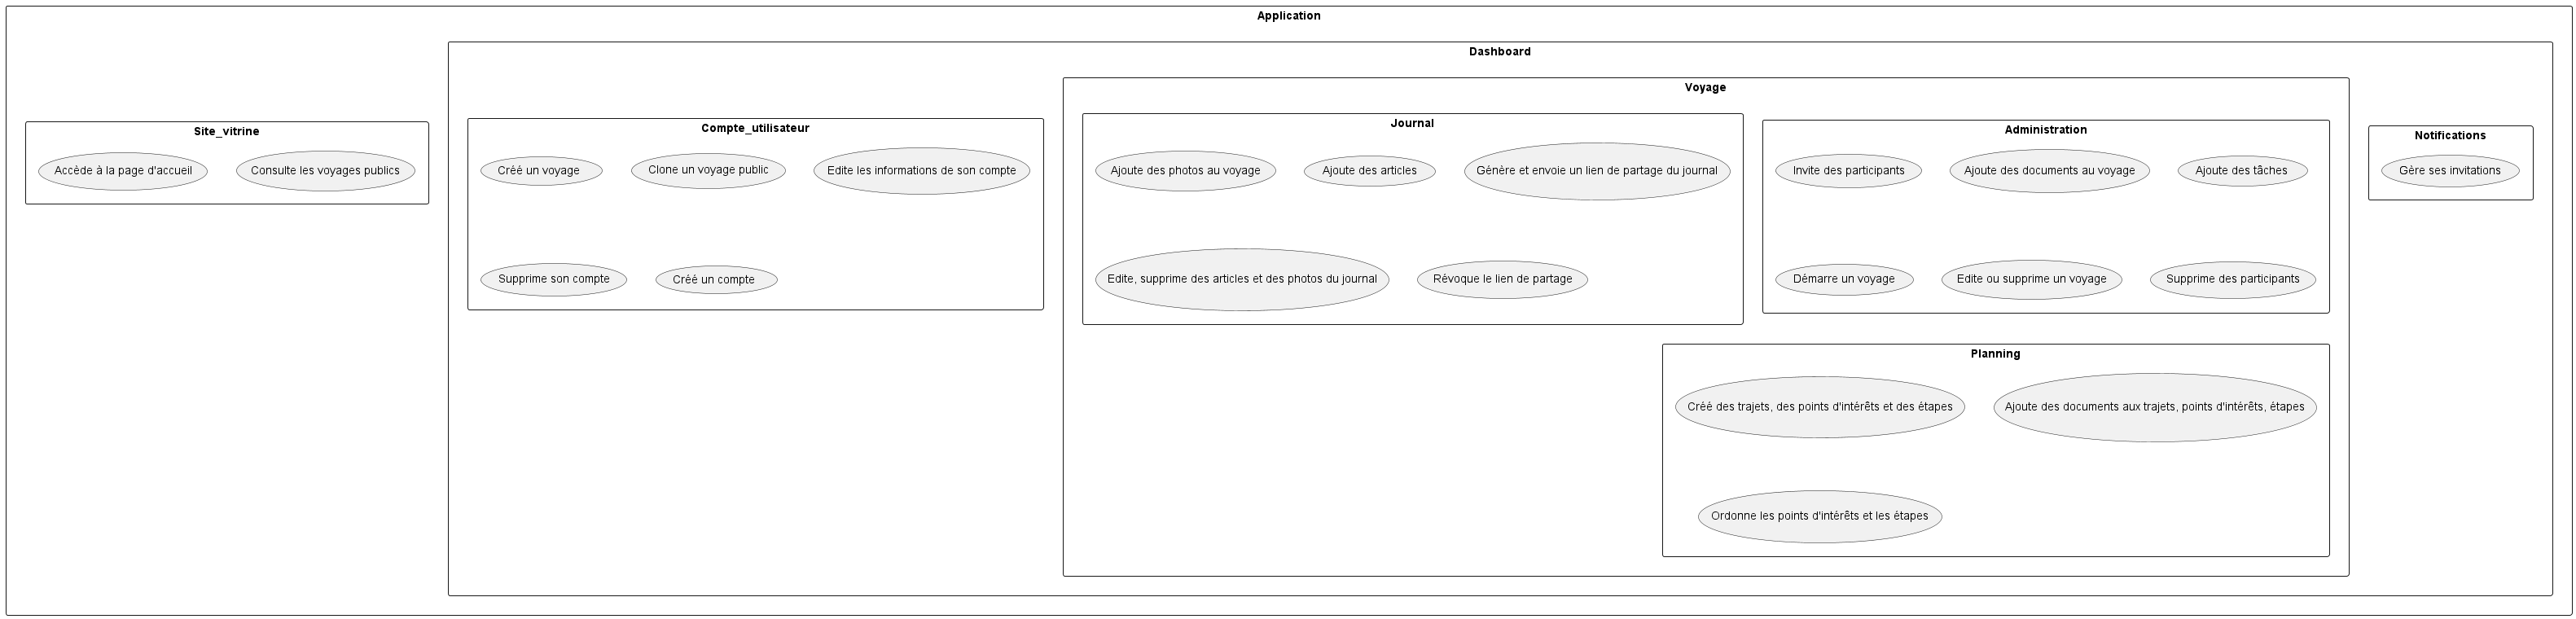 Application
Dashboard
Voyage
Site_vitrine
Accède à la page d'accueil
Consulte les voyages publics
Compte_utilisateur
Créé un voyage
Clone un voyage public
Edite les informations de son compte
Supprime son compte
Créé un compte
Journal
Ajoute des photos au voyage
Ajoute des articles
Génère et envoie un lien de partage du journal
Edite, supprime des articles et des photos du journal
Révoque le lien de partage
Administration
Invite des participants
Ajoute des documents au voyage
Ajoute des tâches
Démarre un voyage
Edite ou supprime un voyage
Supprime des participants
Planning
Créé des trajets, des points d'intérêts et des étapes
Ajoute des documents aux trajets, points d'intérêts, étapes
Ordonne les points d'intérêts et les étapes
Notifications
Gère ses invitations